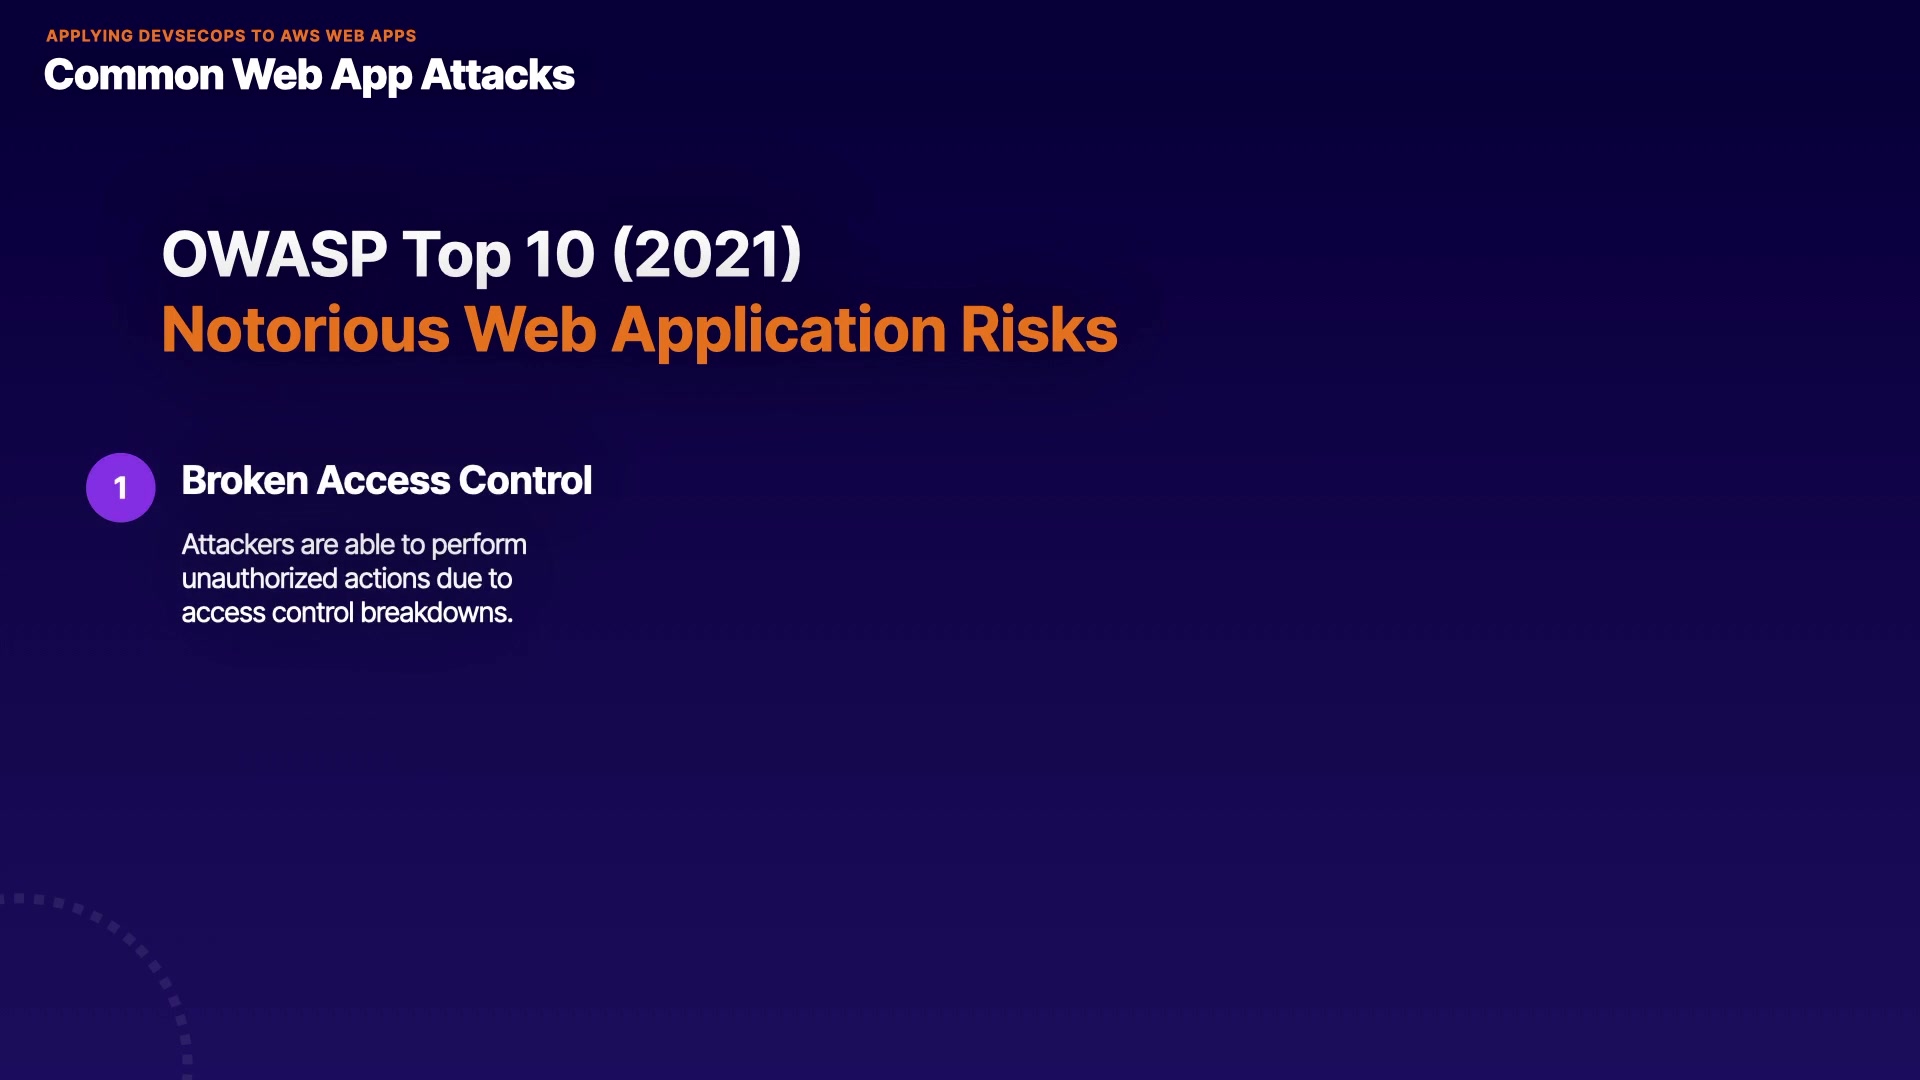 APPLYING DEVSECOPS TO AWS WEB APPS
Common Web App Attacks
OWASP Top 10 (2021)
Notorious Web Application Risks
1
Broken Access Control
Attackers are able to perform
unauthorized actions due to
access control breakdowns.